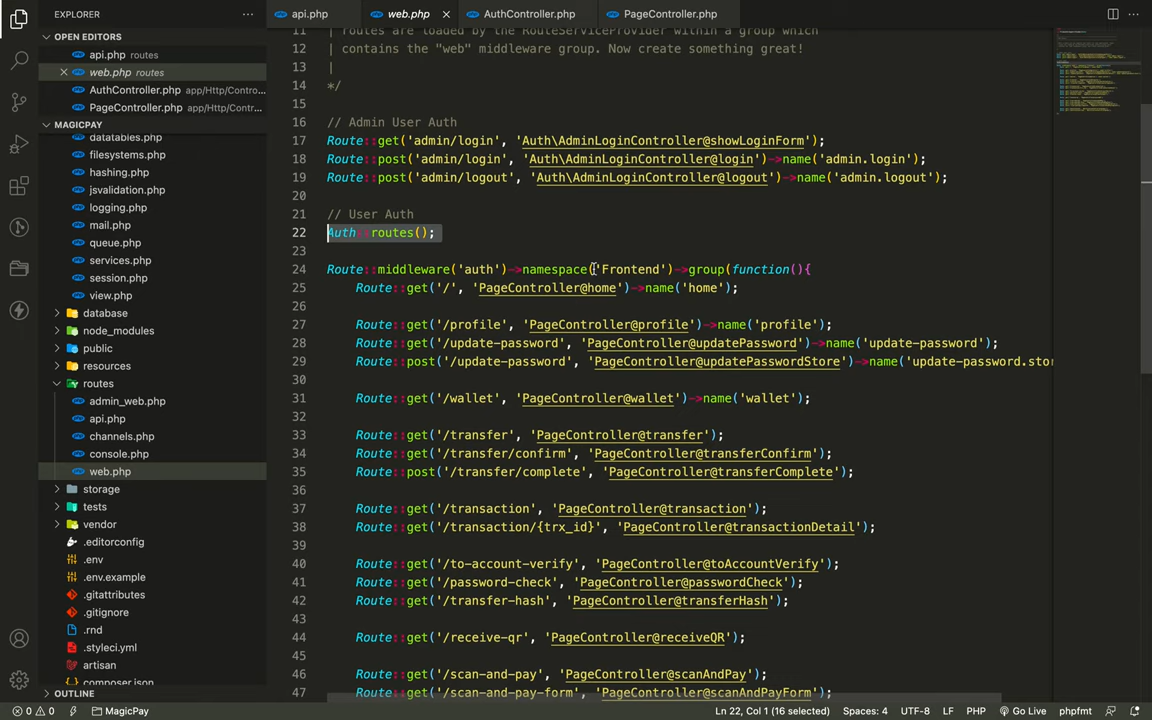 EXPLORER
OPEN EDITORS
api.php routes
web.php routes
AuthController.php app/Http/Contro...
PageController.php app/Http/Contr...
MAGICPAY
datatables.php
filesystems.php
hashing.php
jsvalidation.php
logging.php
mail.php
queue.php
services.php
session.php
view.php
database
node_modules
public
resources
routes
admin_web.php
api.php
channels.php
console.php
web.php
storage
tests
vendor
.editorconfig
.env
.env.example
.gitattributes
.gitignore
.rnd
.styleci.yml
artisan
composer.json
OUTLINE
api.php
web.php
AuthController.php
PageController.php
11 | routes are loaded by the RouteServiceProvider within a group which
12 | contains the "web" middleware group. Now create something great!
13 |
14 */
15
16 // Admin User Auth
17 Route::get('admin/login', 'Auth\AdminLoginController@showLoginForm');
18 Route::post('admin/login', 'Auth\AdminLoginController@login')->name('admin.login');
19 Route::post('admin/logout', 'Auth\AdminLoginController@logout')->name('admin.logout');
20
21 // User Auth
22 Auth::routes();
23
24 Route::middleware('auth')->namespace('Frontend')->group(function(){
25 Route::get('/', 'PageController@home')->name('home');
26
27 Route::get('/profile', 'PageController@profile')->name('profile');
28 Route::get('/update-password', 'PageController@updatePassword')->name('update-password');
29 Route::post('/update-password', 'PageController@updatePasswordStore')->name('update-password.stor
30
31 Route::get('/wallet', 'PageController@wallet')->name('wallet');
32
33 Route::get('/transfer', 'PageController@transfer');
34 Route::get('/transfer/confirm', 'PageController@transferConfirm');
35 Route::post('/transfer/complete', 'PageController@transferComplete');
36
37 Route::get('/transaction', 'PageController@transaction');
38 Route::get('/transaction/{trx_id}', 'PageController@transactionDetail');
39
40 Route::get('/to-account-verify', 'PageController@toAccountVerify');
41 Route::get('/password-check', 'PageController@passwordCheck');
42 Route::get('/transfer-hash', 'PageController@transferHash');
43
44 Route::get('/receive-qr', 'PageController@receiveQR');
45
46 Route::get('/scan-and-pay', 'PageController@scanAndPay');
47 Route::get('/scan-and-pay-form', 'PageController@scanAndPayForm');
0 0 MagicPay Ln 22, Col 1 (16 selected) Spaces: 4 UTF-8 LF PHP Go Live phpfmt